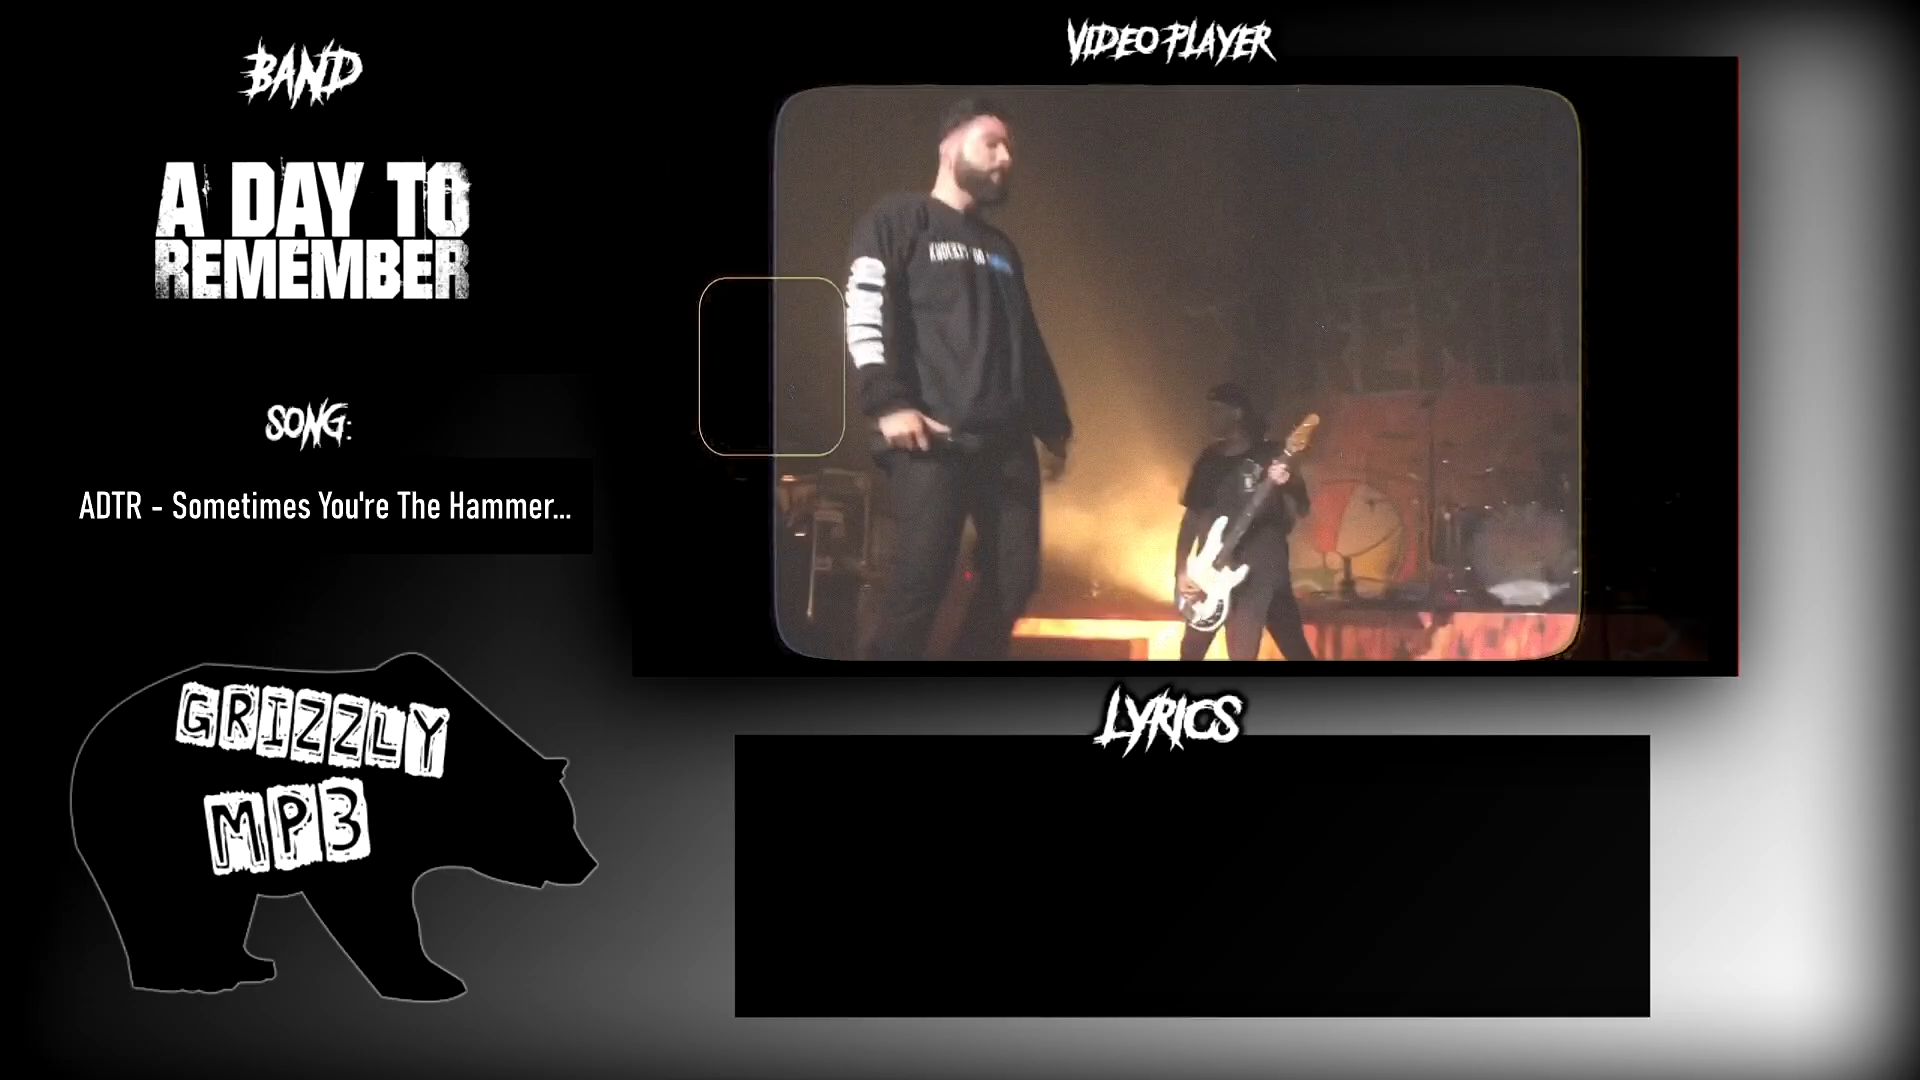 BAND
A DAY TO
REMEMBER
SONG:
ADTR - Sometimes You're The Hammer...
GRIZZLY
MP3
VIDEO PLAYER
LYRICS